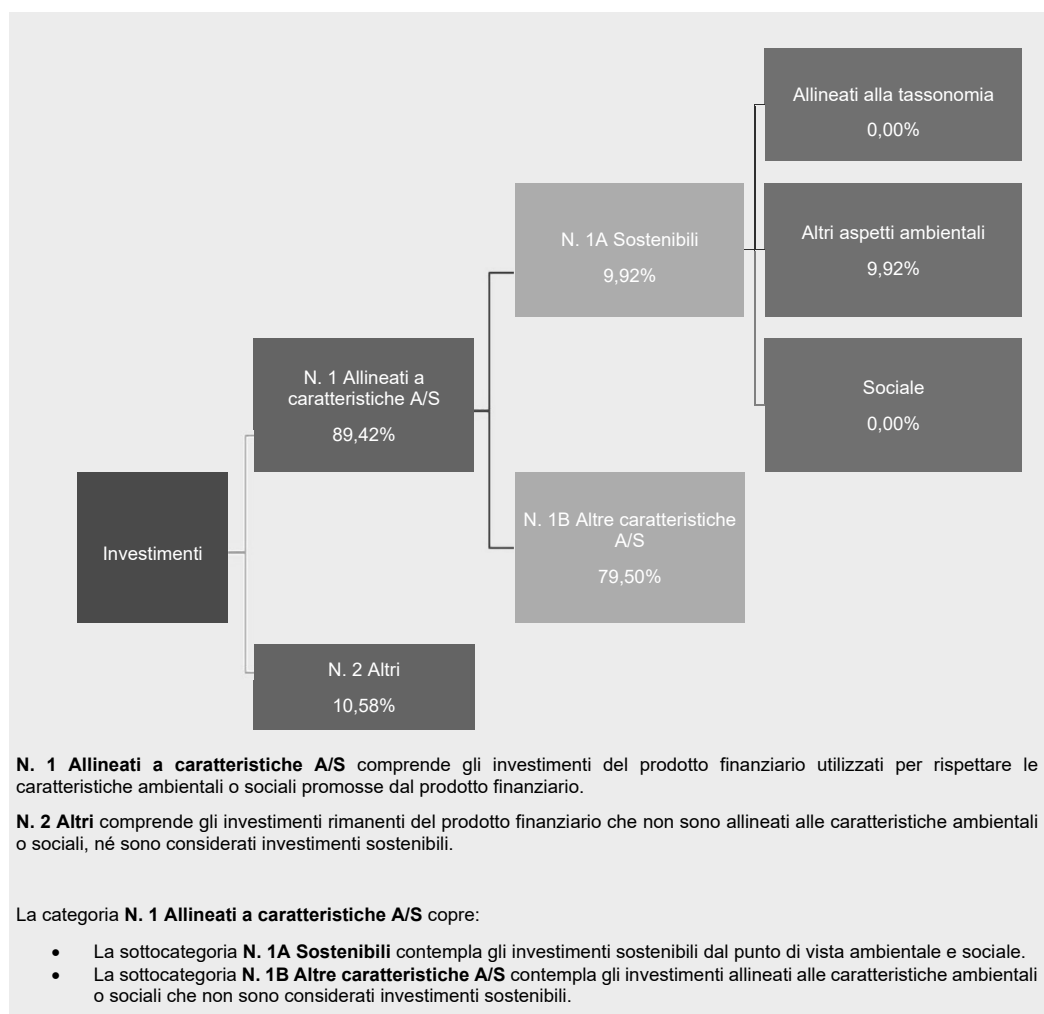 Allineati alla tassonomia
0,00%
N. 1A Sostenibili
9,92%
Altri aspetti ambientali
9,92%
N. 1 Allineati a
caratteristiche A/S
89,42%
Sociale
0,00%
Investimenti
N. 1B Altre caratteristiche
A/S
79,50%
N. 2 Altri
10,58%
N. 1 Allineati a caratteristiche A/S comprende gli investimenti del prodotto finanziario utilizzati per rispettare le
caratteristiche ambientali o sociali promosse dal prodotto finanziario.
N. 2 Altri comprende gli investimenti rimanenti del prodotto finanziario che non sono allineati alle caratteristiche ambientali
o sociali, né sono considerati investimenti sostenibili.
La categoria N. 1 Allineati a caratteristiche A/S copre:
• La sottocategoria N. 1A Sostenibili contempla gli investimenti sostenibili dal punto di vista ambientale e sociale.
• La sottocategoria N. 1B Altre caratteristiche A/S contempla gli investimenti allineati alle caratteristiche ambientali
o sociali che non sono considerati investimenti sostenibili.